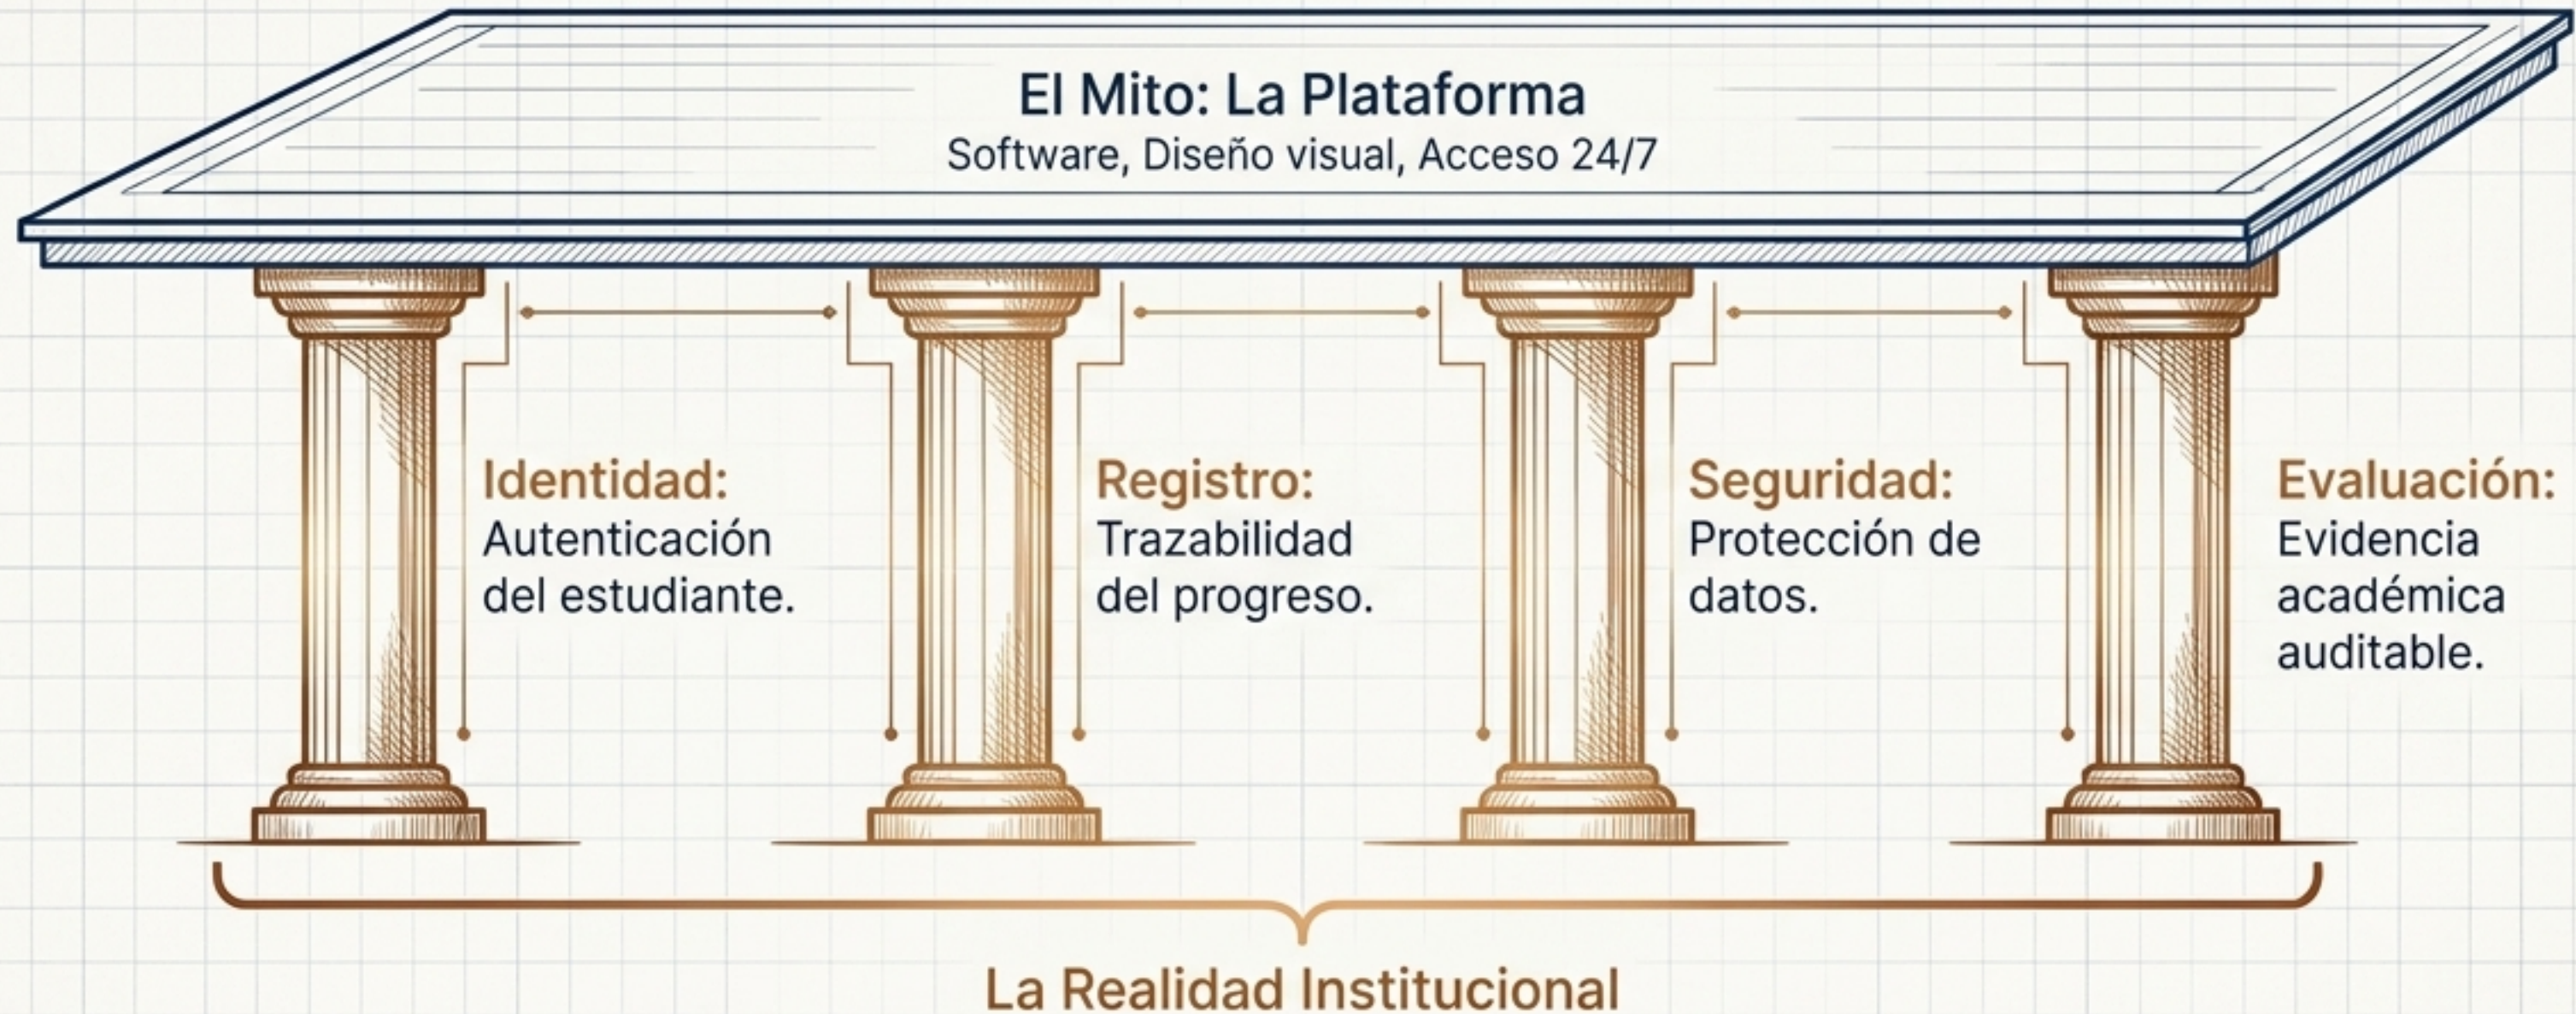 El Mito: La Plataforma
Software, Diseño visual, Acceso 24/7
Identidad:
Autenticación
del estudiante.
Registro:
Trazabilidad
del progreso.
Seguridad:
Protección de
datos.
Evaluación:
Evidencia
académica
auditable.
La Realidad Institucional